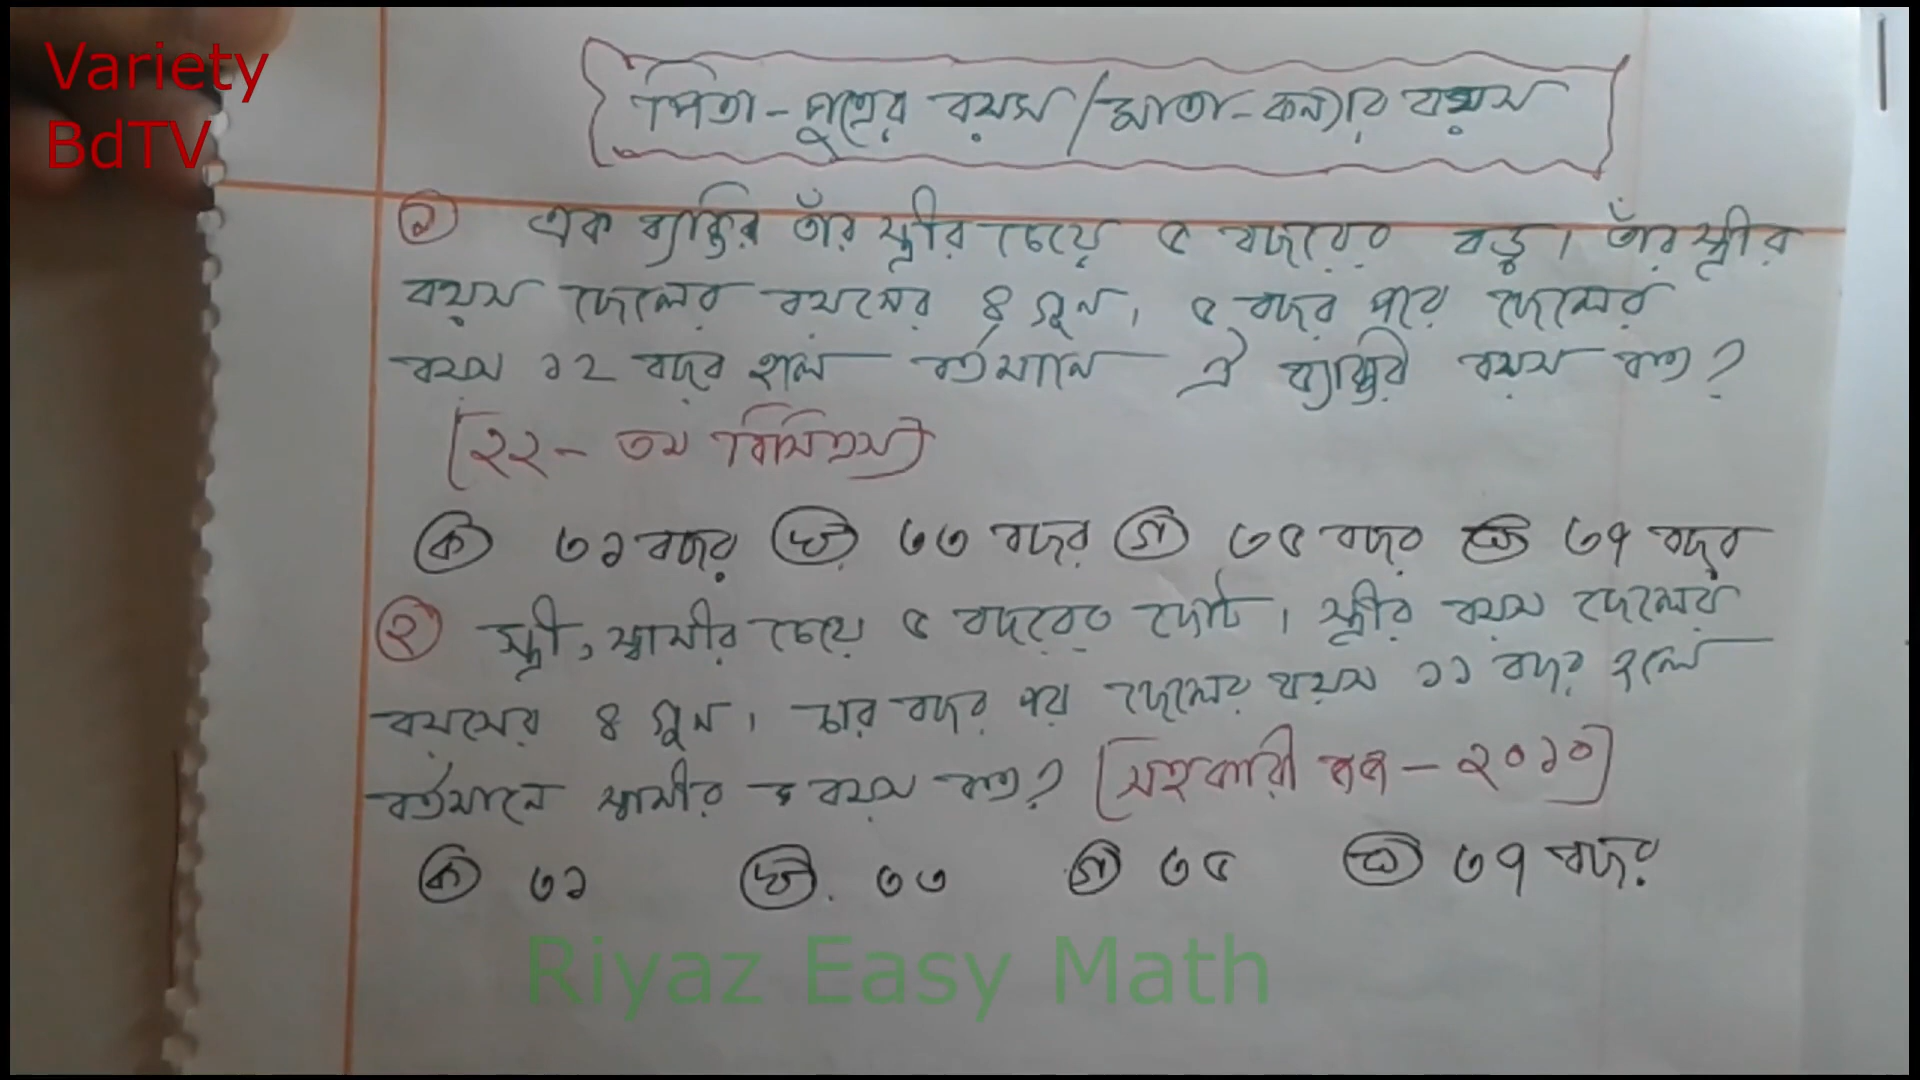 Variety
BdTV
পিতা-পুত্রের বয়স/মাতা-কন্যার বয়স
১ এক ব্যক্তির তাঁর স্ত্রীর চেয়ে ৫ বছরের বড়। তাঁর স্ত্রীর
বয়স ছেলের বয়সের ৪ গুন। ৫ বছর পরে ছেলের
বয়স ১২ বছর হলে বর্তমানে ঐ ব্যক্তির বয়স কত?
[২২-তম বিসিএস]
ক ৩১ বছর খ ৩৩ বছর গ ৩৫ বছর ঘ ৩৭ বছর
২ স্ত্রী, স্বামীর চেয়ে ৫ বছরের ছোট। স্ত্রীর বয়স ছেলের
বয়সের ৪ গুন। চার বছর পর ছেলের বয়স ১১ বছর হলে
বর্তমানে স্বামীর বয়স কত? [সহকারী জজ-২০১০]
ক ৩১ খ ৩৩ গ ৩৫ ঘ ৩৭ বছর
Riyaz Easy Math